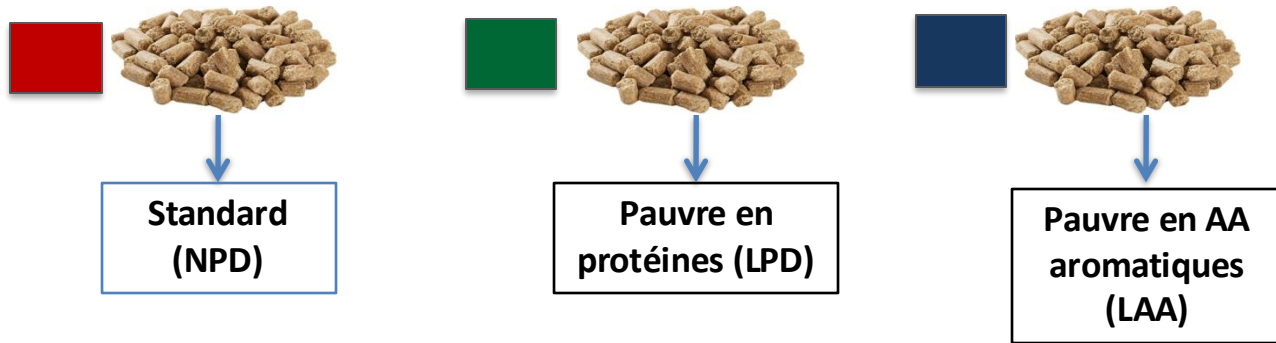 Standard
(NPD)
Pauvre en
protéines (LPD)
Pauvre en AA
aromatiques
(LAA)